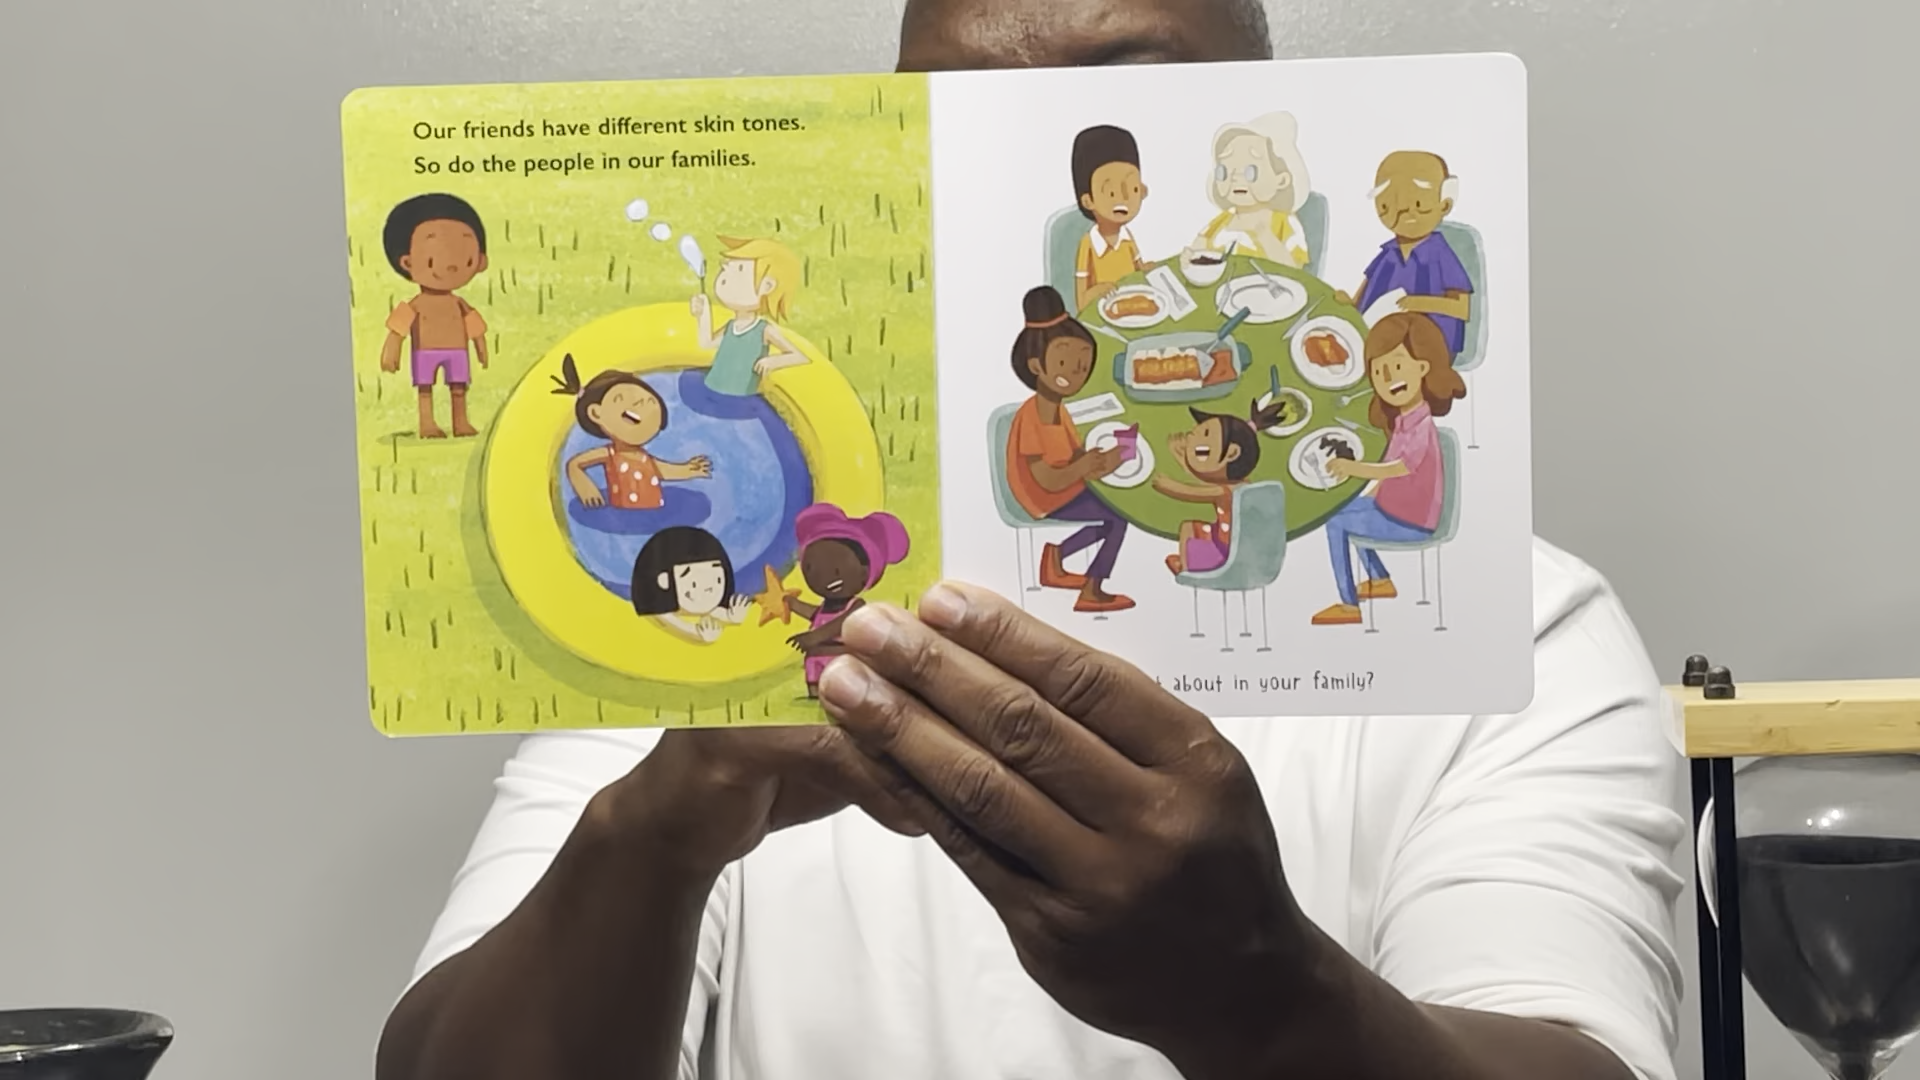 Our friends have different skin tones.
So do the people in our families.
about in your family?